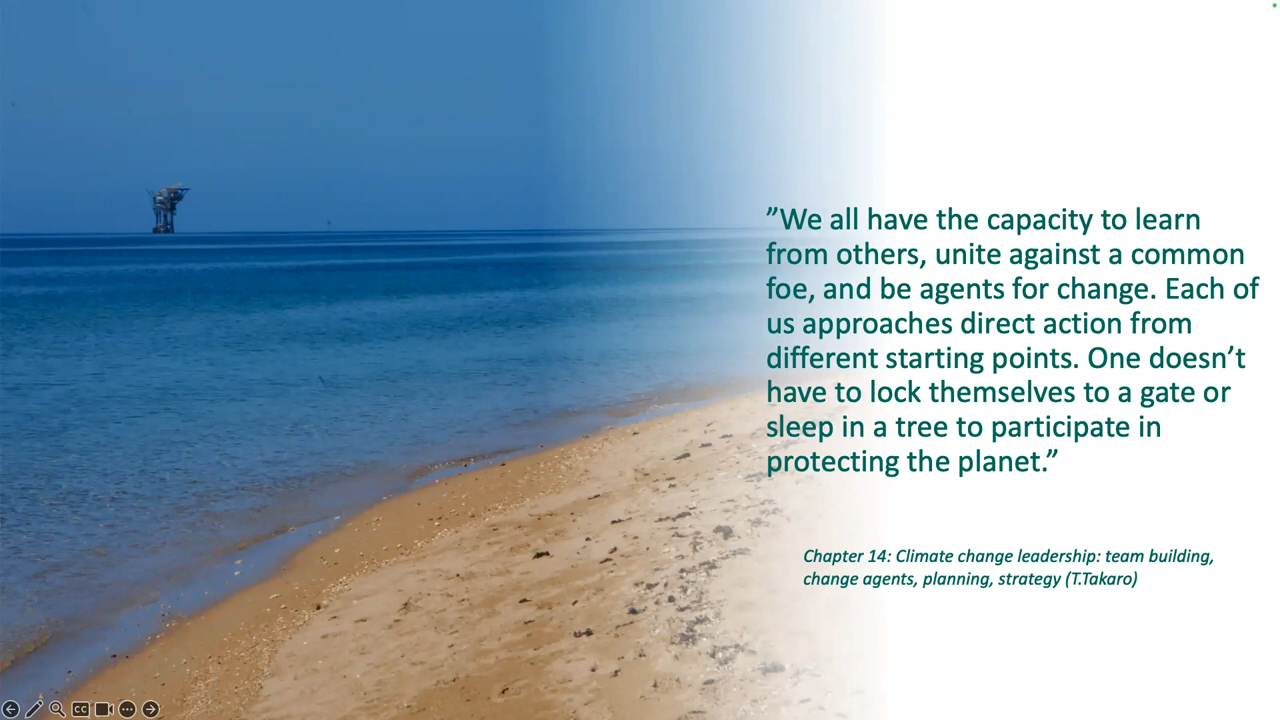 ”We all have the capacity to learn
from others, unite against a common
foe, and be agents for change. Each of
us approaches direct action from
different starting points. One doesn’t
have to lock themselves to a gate or
sleep in a tree to participate in
protecting the planet.”
Chapter 14: Climate change leadership: team building,
change agents, planning, strategy (T.Takaro)
CC